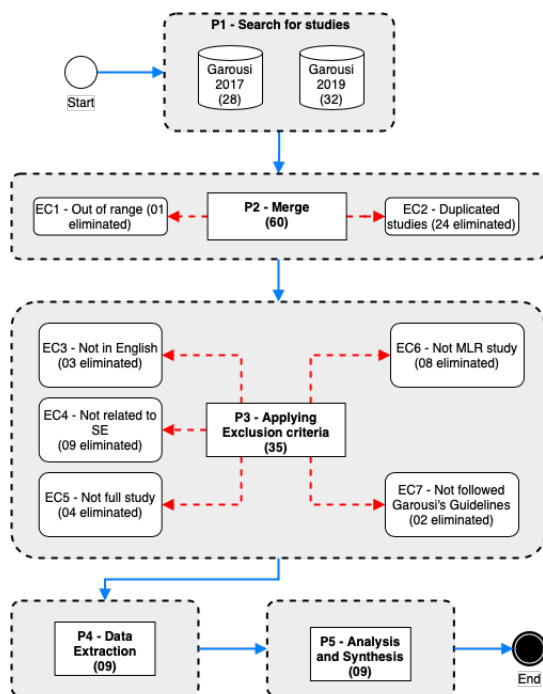 P1 - Search for studies
Garousi
2017
(28)
Garousi
2019
(32)
Start
EC1 - Out of range (01
eliminated)
P2 - Merge
(60)
EC2 - Duplicated
studies (24 eliminated)
EC3 - Not in English
(03 eliminated)
EC6 - Not MLR study
(08 eliminated)
EC4 - Not related to
SE
(09 eliminated)
P3 - Applying
Exclusion criteria
(35)
EC5 - Not full study
(04 eliminated)
EC7 - Not followed
Garousi's Guidelines
(02 eliminated)
P4 - Data
Extraction
(09)
P5 - Analysis
and Synthesis
(09)
End